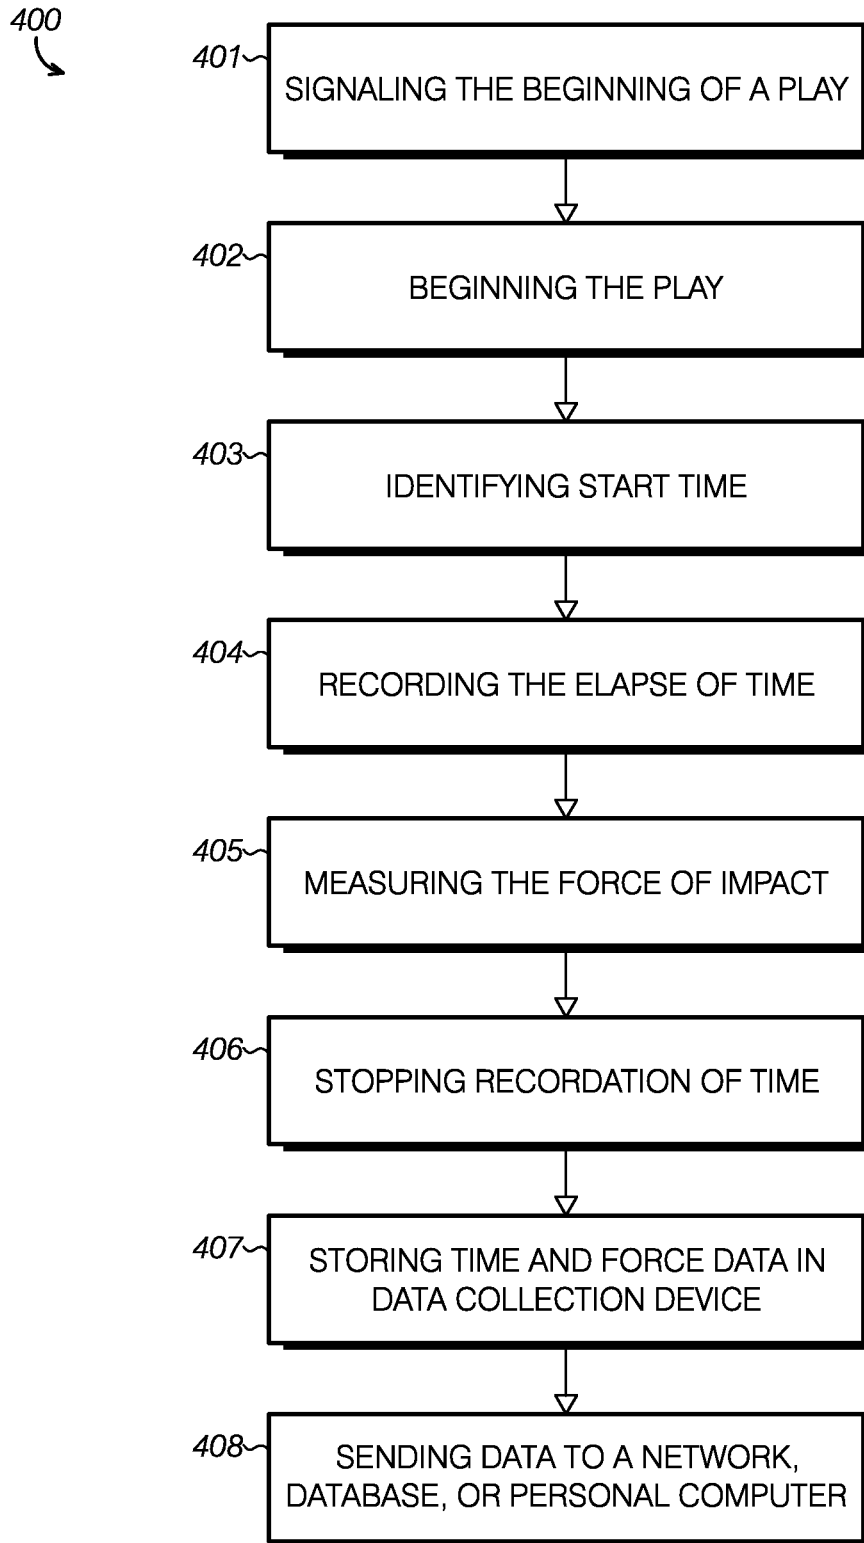 400
401
SIGNALING THE BEGINNING OF A PLAY
402
BEGINNING THE PLAY
403
IDENTIFYING START TIME
404
RECORDING THE ELAPSE OF TIME
405
MEASURING THE FORCE OF IMPACT
406
STOPPING RECORDATION OF TIME
407
STORING TIME AND FORCE DATA IN
DATA COLLECTION DEVICE
408
SENDING DATA TO A NETWORK,
DATABASE, OR PERSONAL COMPUTER